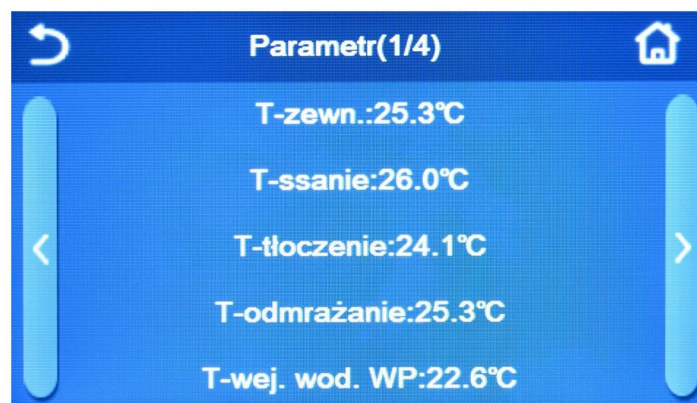 Parametr(1/4)
T-zewn.:25.3℃
T-ssanie:26.0℃
T-tłoczenie:24.1℃
T-odmrażanie:25.3℃
T-wej. wod. WP:22.6℃